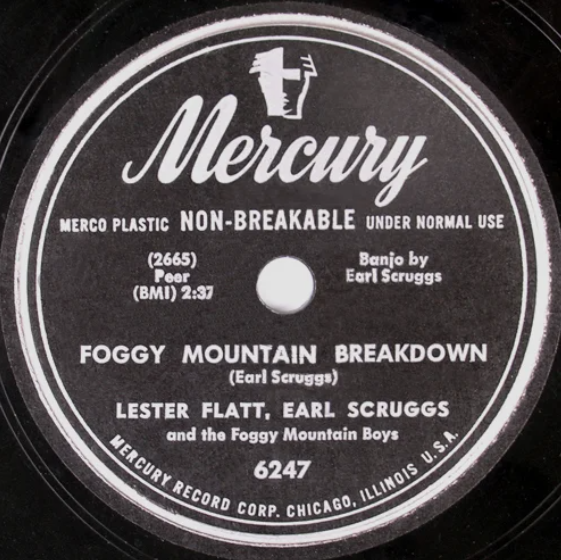 Mercury
MERCO PLASTIC NON-BREAKABLE UNDER NORMAL USE
(2665)
Peer
(BMI) 2:37
Banjo by
Earl Scruggs
FOGGY MOUNTAIN BREAKDOWN
(Earl Scruggs)
LESTER FLATT, EARL SCRUGGS
and the Foggy Mountain Boys
6247
MERCURY RECORD CORP. CHICAGO, ILLINOIS U.S.A.